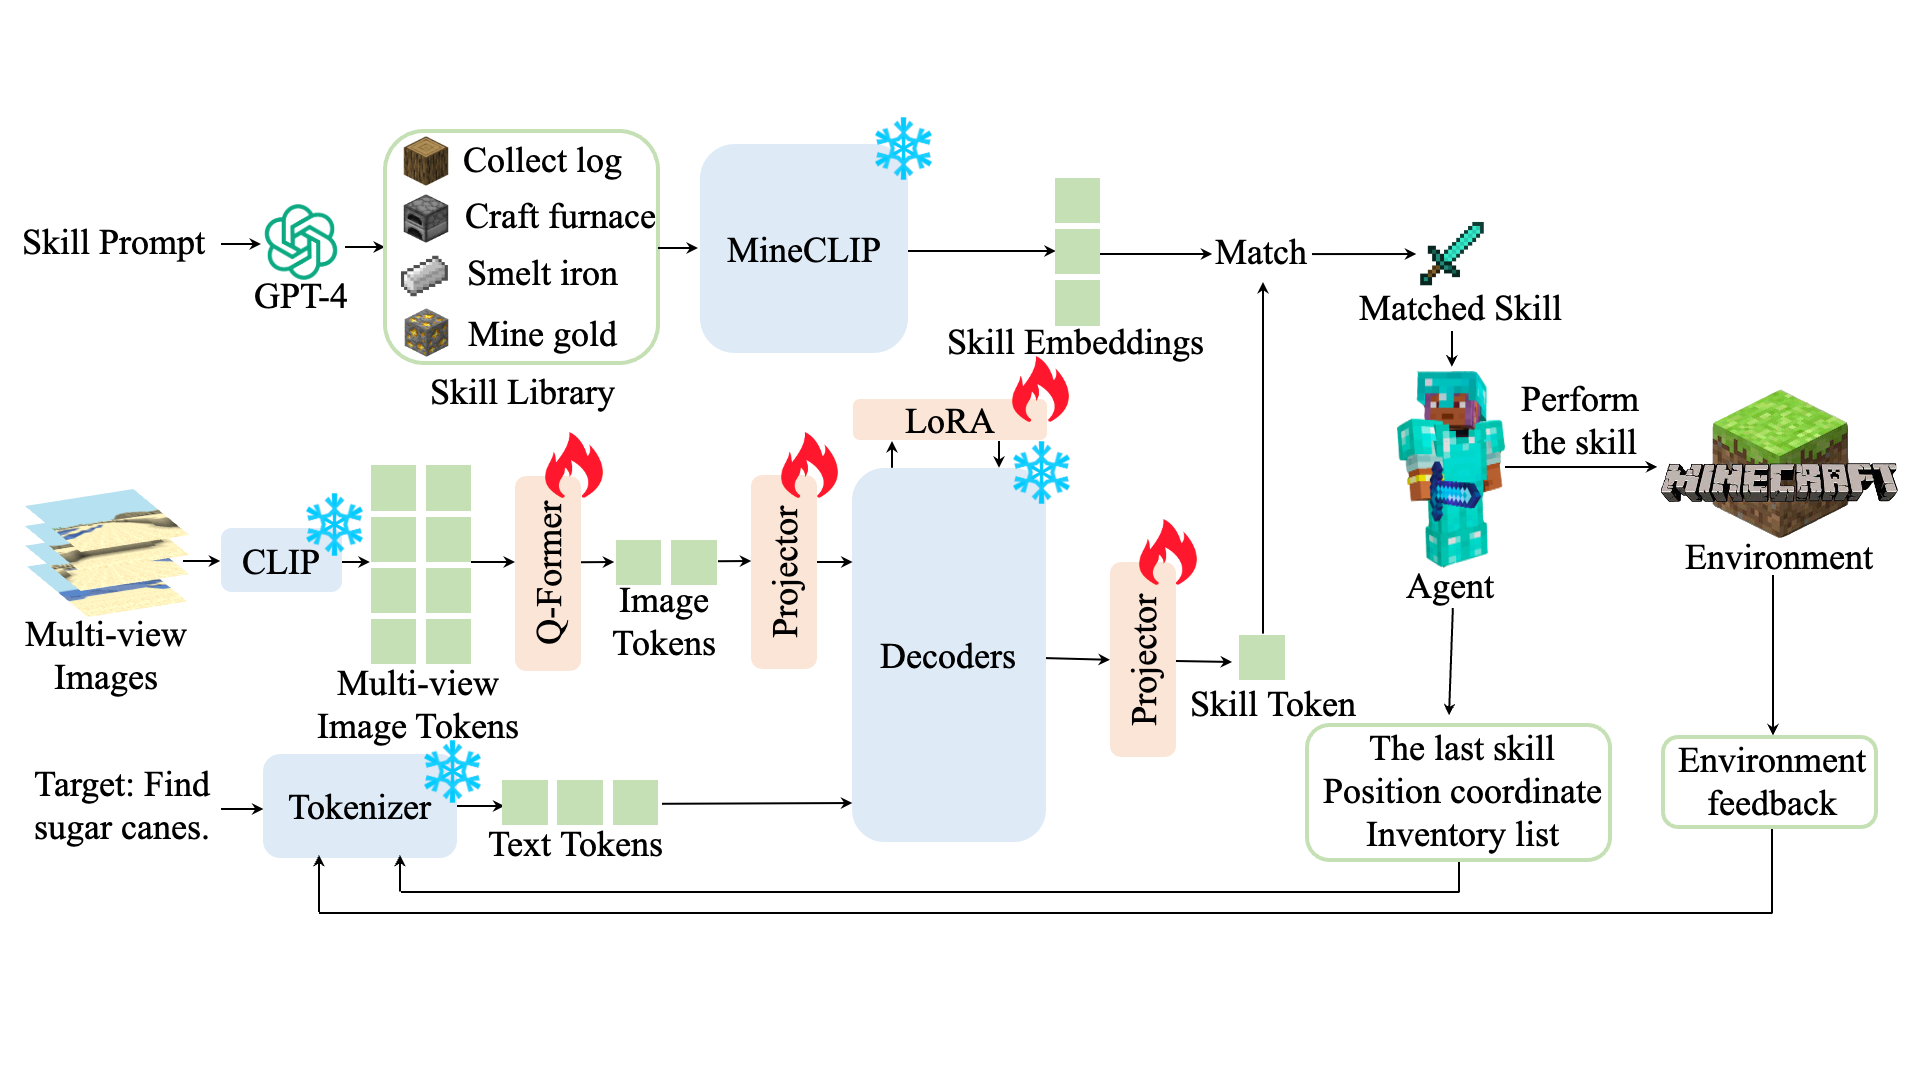 Skill Prompt
GPT-4
Collect log
Craft furnace
Smelt iron
Mine gold
Skill Library
MineCLIP
Skill Embeddings
Match
Matched Skill
LoRA
Multi-view
Images
CLIP
Multi-view
Image Tokens
Q-Former
Image
Tokens
Projector
Decoders
Projector
Skill Token
Agent
Perform
the skill
MINECRAFT
Environment
Target: Find
sugar canes.
Tokenizer
Text Tokens
The last skill
Position coordinate
Inventory list
Environment
feedback